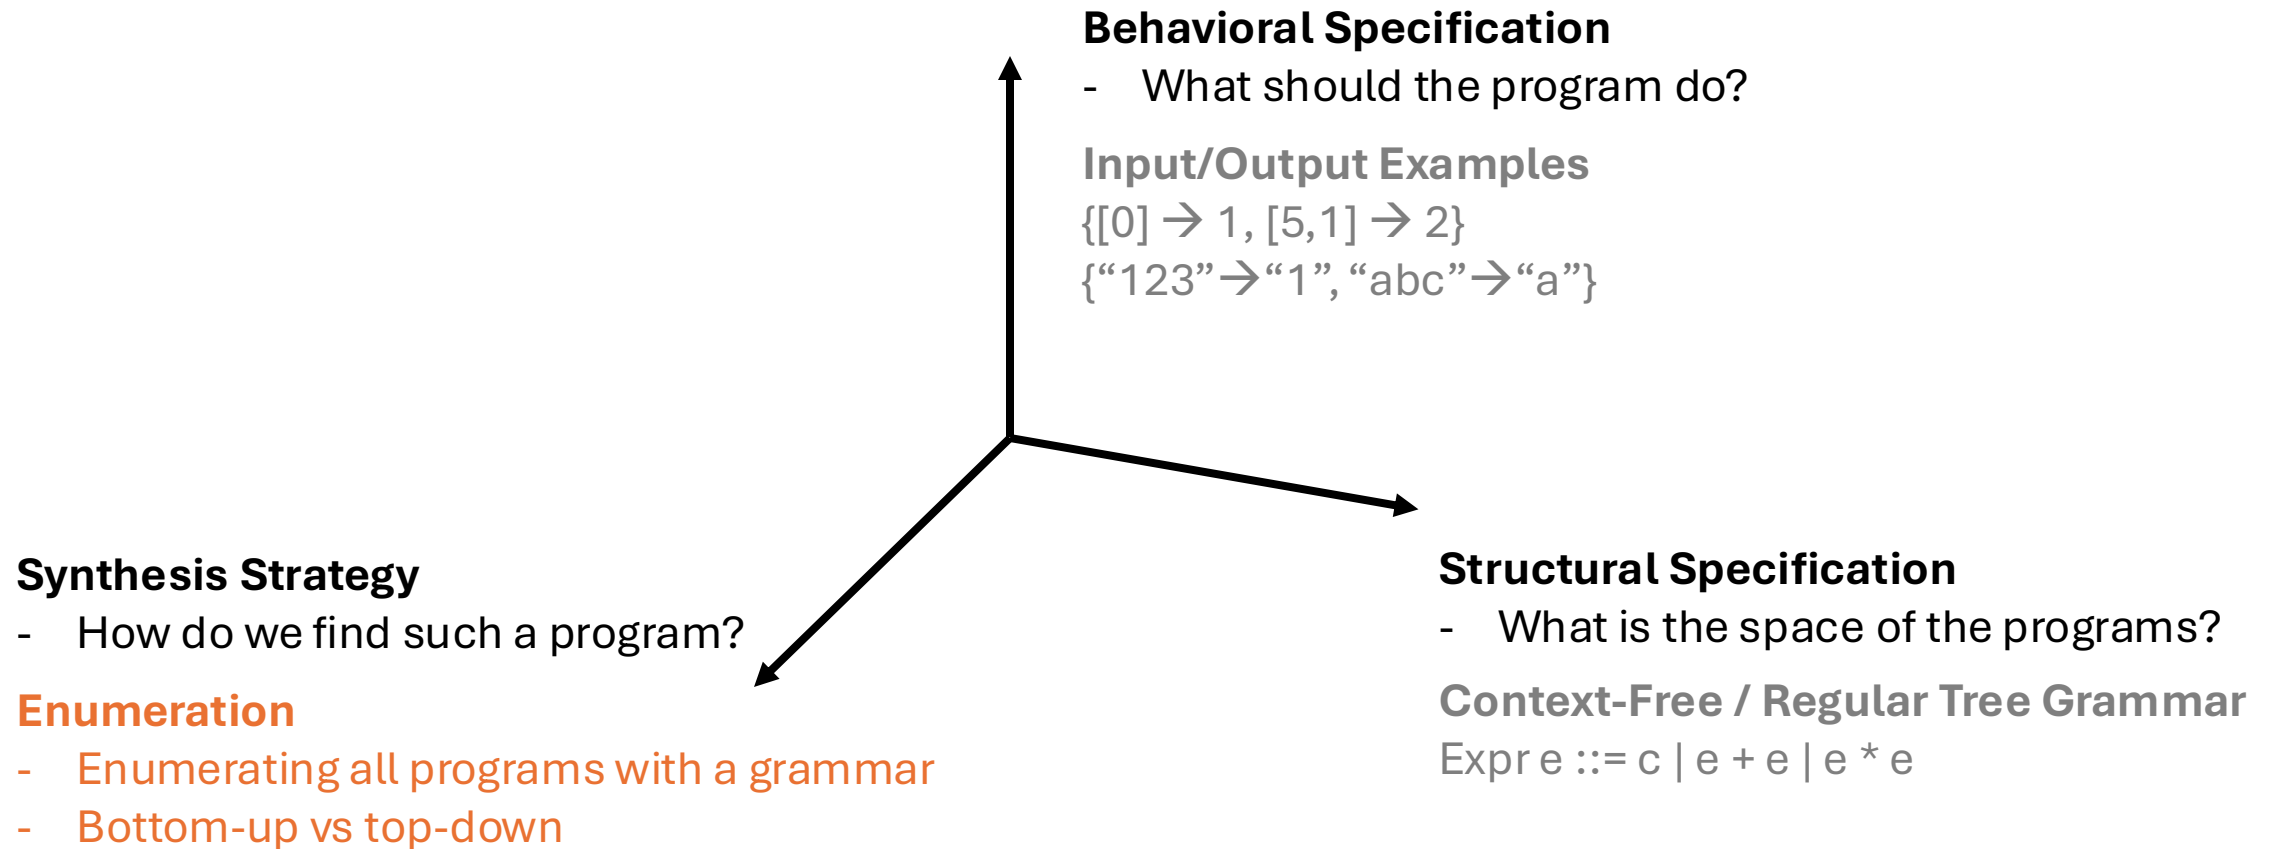 Behavioral Specification
- What should the program do?
Input/Output Examples
{[0] → 1, [5,1] → 2}
{“123”→“1”, “abc”→“a”}
Synthesis Strategy
- How do we find such a program?
Enumeration
- Enumerating all programs with a grammar
- Bottom-up vs top-down
Structural Specification
- What is the space of the programs?
Context-Free / Regular Tree Grammar
Expr e ::= c | e + e | e * e